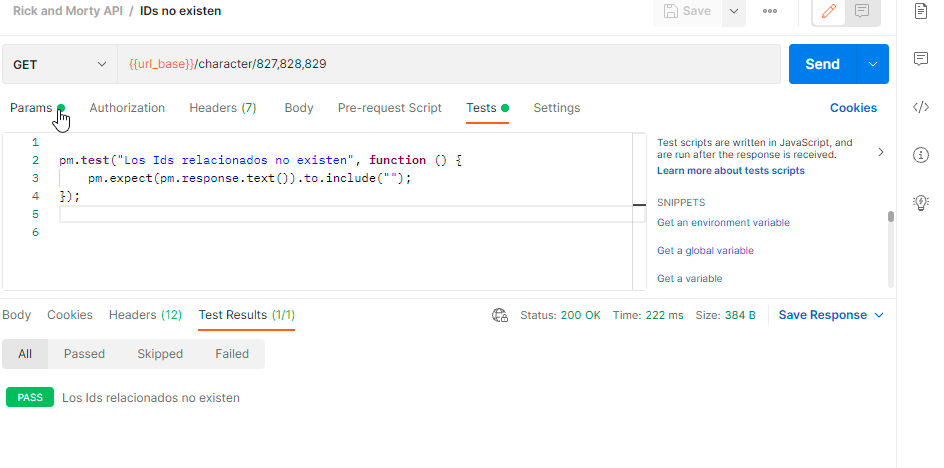 Rick and Morty API / IDs no existen
Save
GET {{url_base}}/character/827,828,829 Send
Params Authorization Headers (7) Body Pre-request Script Tests Settings Cookies
1
2 pm.test("Los Ids relacionados no existen", function () {
3 pm.expect(pm.response.text()).to.include("");
4 });
5
6
Test scripts are written in JavaScript, and
are run after the response is received.
Learn more about tests scripts
SNIPPETS
Get an environment variable
Get a global variable
Get a variable
Body Cookies Headers (12) Test Results (1/1) Status: 200 OK Time: 222 ms Size: 384 B Save Response
All Passed Skipped Failed
PASS Los Ids relacionados no existen